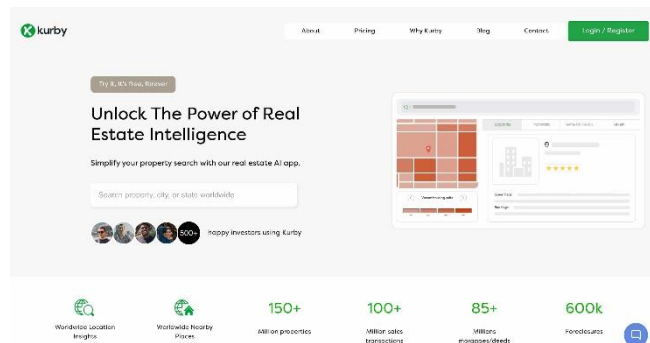 kurby
About Pricing Why Kurby Blog Contact Login / Register
Try it, it's free, forever
Unlock The Power of Real
Estate Intelligence
Simplify your property search with our real estate AI app.
Search property, city, or state worldwide
500+ happy investors using Kurby
150+ 100+ 85+ 600k
Worldwide Location
Insights
Worldwide Nearby
Places
Million properties
Million sales
transactions
Millions
morgages/deeds
Foreclosures